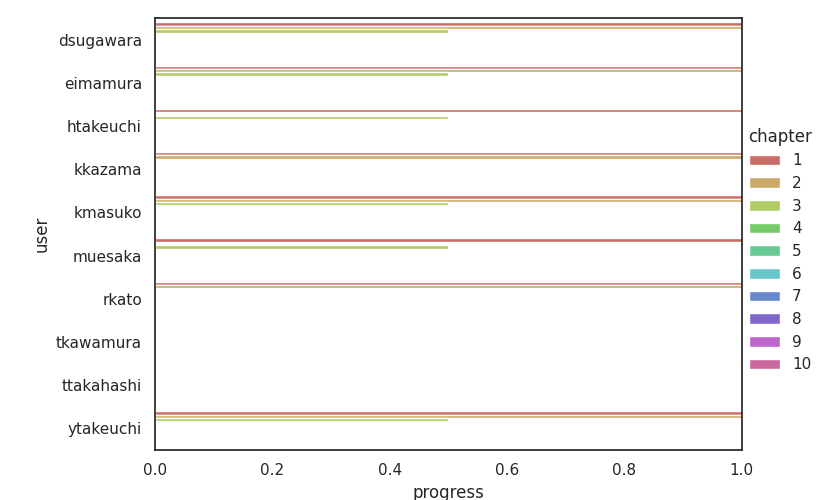 dsugawara
eimamura
htakeuchi
kkazama
kmasuko
muesaka
rkato
tkawamura
ttakahashi
ytakeuchi
user
0.0 0.2 0.4 0.6 0.8 1.0
progress
chapter
1
2
3
4
5
6
7
8
9
10